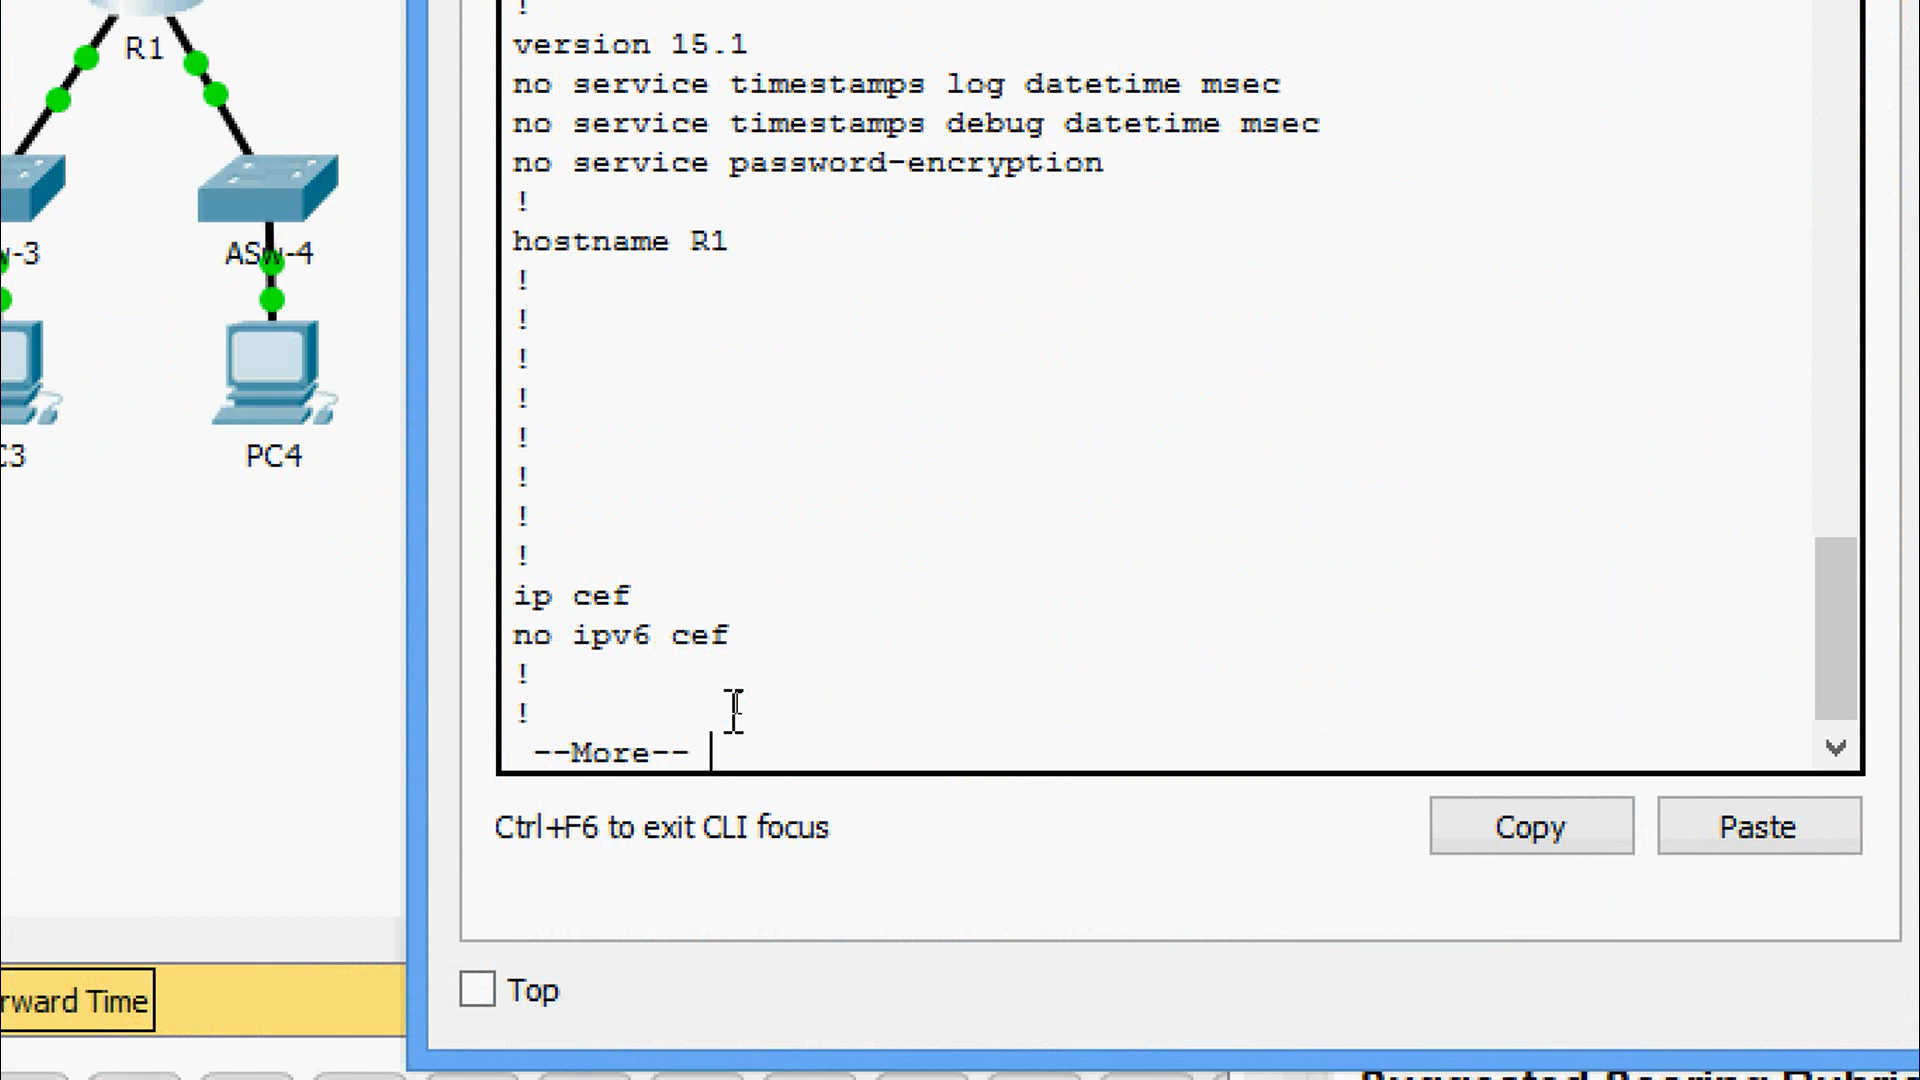 R1
ASw-4
-3
PC4
C3
!
version 15.1
no service timestamps log datetime msec
no service timestamps debug datetime msec
no service password-encryption
!
hostname R1
!
!
!
!
!
!
!
!
ip cef
no ipv6 cef
!
!
--More--
Ctrl+F6 to exit CLI focus
Copy
Paste
Top
rward Time